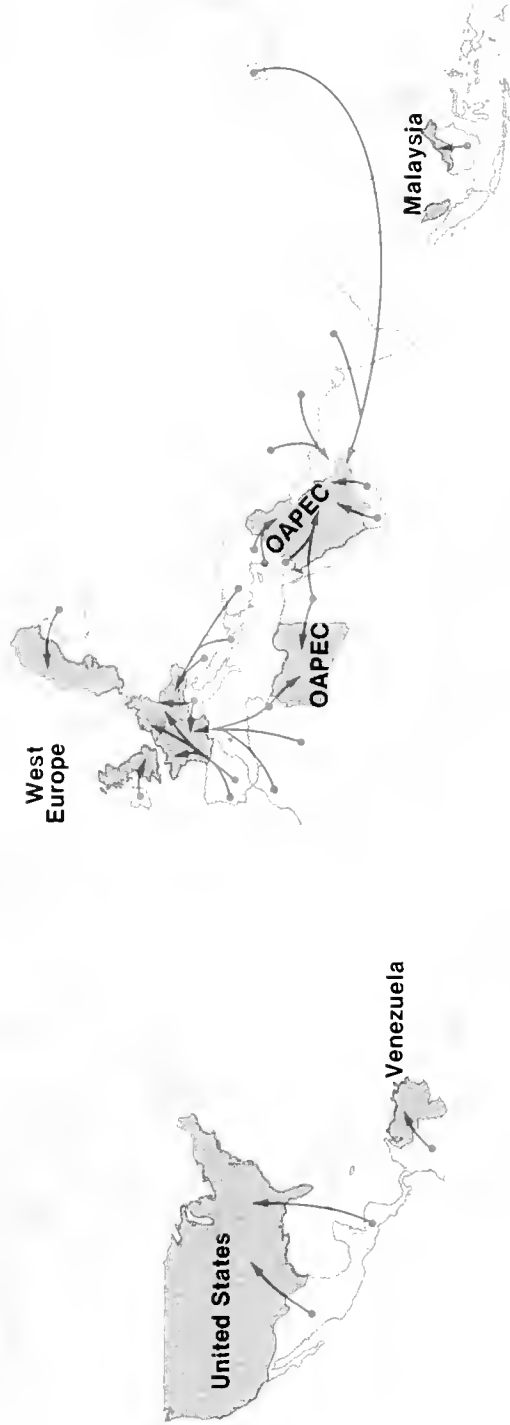 United States
Venezuela
West
Europe
OAPEC
OAPEC
Malaysia